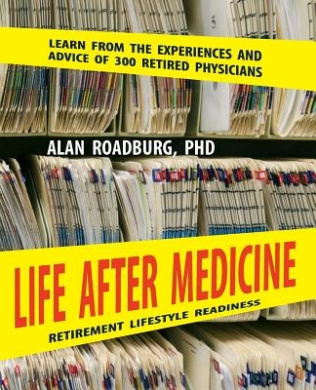 LEARN FROM THE EXPERIENCES AND
ADVICE OF 300 RETIRED PHYSICIANS
ALAN ROADBURG, PHD
LIFE AFTER MEDICINE
RETIREMENT LIFESTYLE READINESS